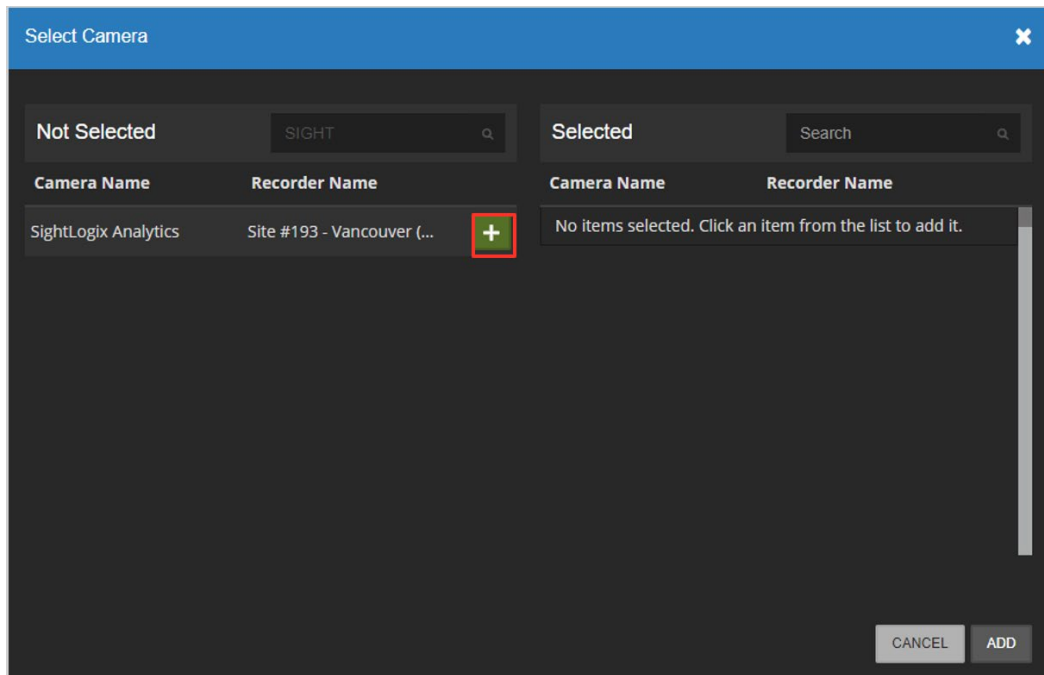 Select Camera
Not Selected
SIGHT
Selected
Search
Camera Name Recorder Name
Camera Name Recorder Name
SightLogix Analytics Site #193 - Vancouver (...
No items selected. Click an item from the list to add it.
CANCEL ADD